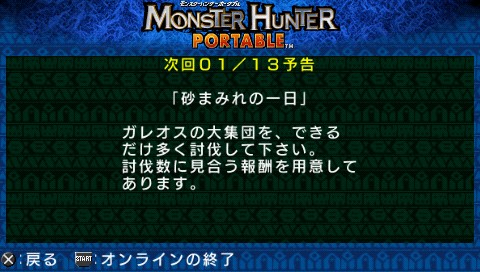 モンスターハンターポータブル
MONSTER HUNTER
PORTABLE™
次回01/13予告
「砂まみれの一日」
ガレオスの大集団を、できる
だけ多く討伐して下さい。
討伐数に見合う報酬を用意して
あります。
×:戻る START:オンラインの終了